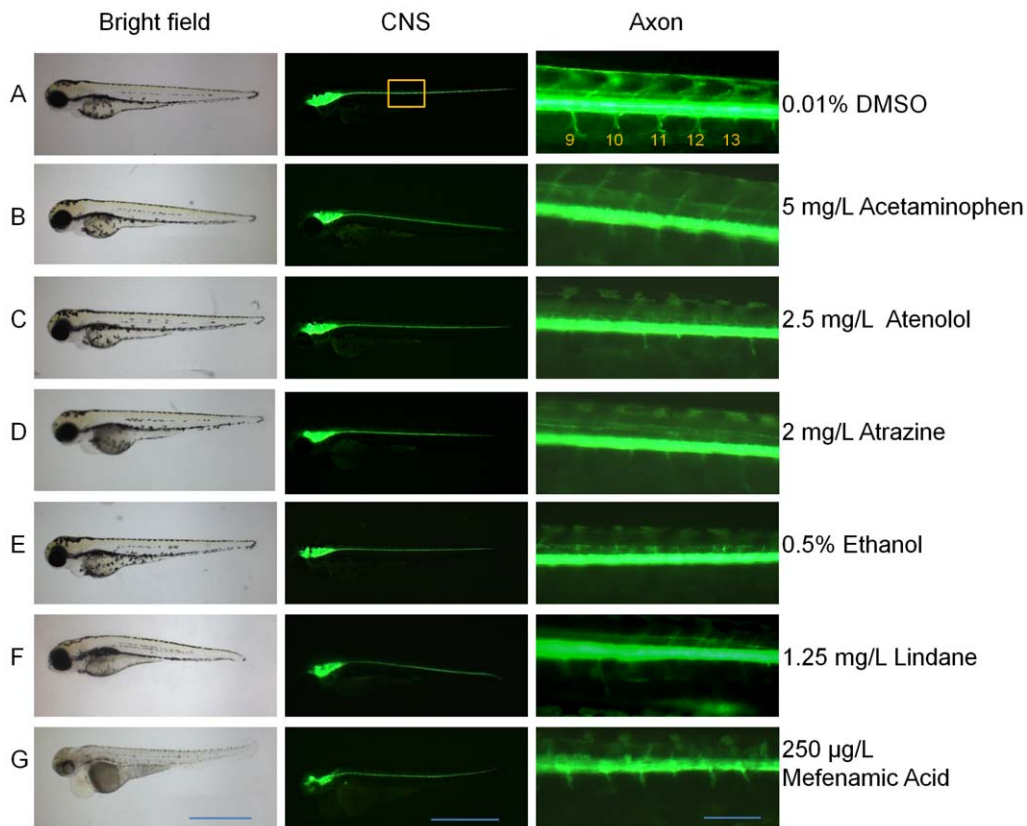 Bright field
CNS
Axon
A
9 10 11 12 13
0.01% DMSO
B
5 mg/L Acetaminophen
C
2.5 mg/L Atenolol
D
2 mg/L Atrazine
E
0.5% Ethanol
F
1.25 mg/L Lindane
G
250 µg/L
Mefenamic Acid